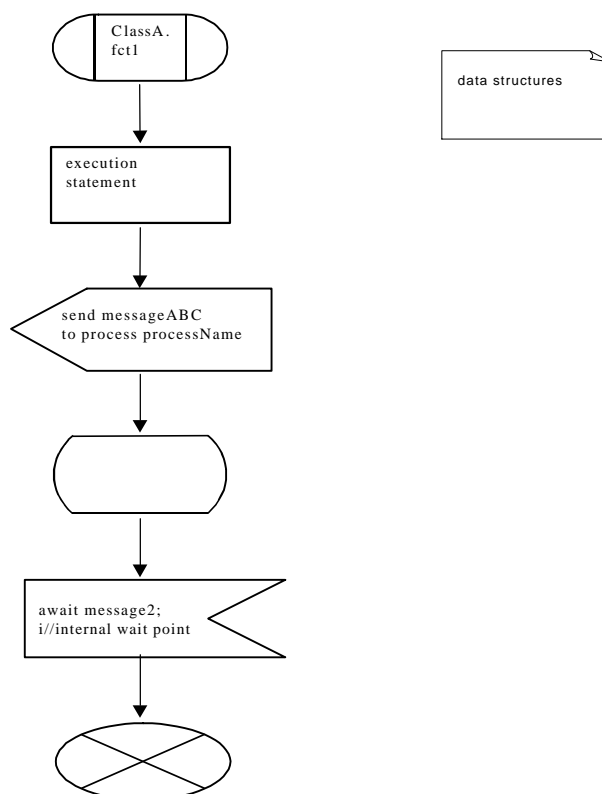 ClassA.
fct1
data structures
execution
statement
send messageABC
to process processName
await message2;
i//internal wait point